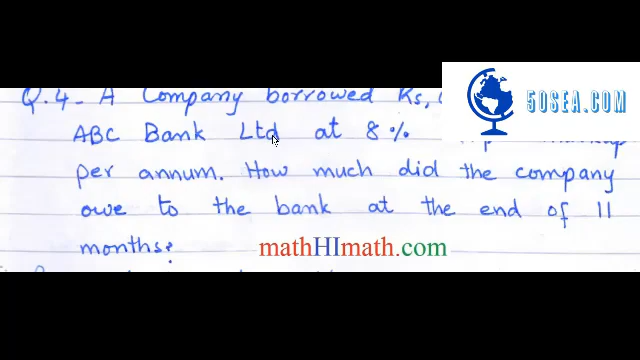 Q.4- A Company borrowed Rs,
50SEA.COM
ABC Bank Ltd at 8%
per annum. How much did the company
owe to the bank at the end of 11
months?
mathHImath.com